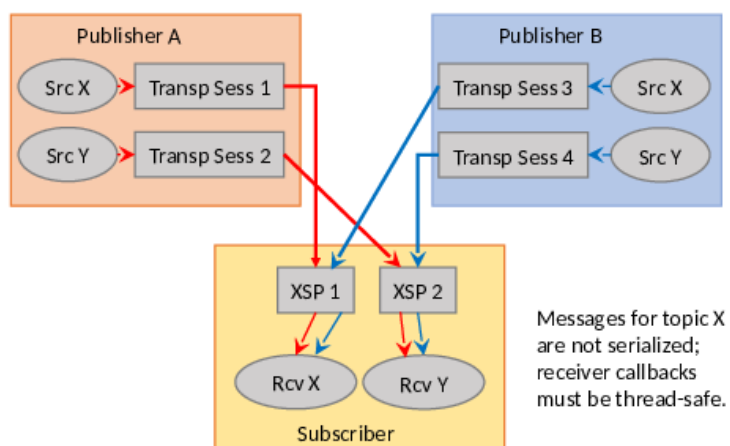 Publisher A
Publisher B
Src X
Transp Sess 1
Transp Sess 3
Src X
Src Y
Transp Sess 2
Transp Sess 4
Src Y
XSP 1
XSP 2
Messages for topic X
are not serialized;
receiver callbacks
must be thread-safe.
Rcv X
Rcv Y
Subscriber